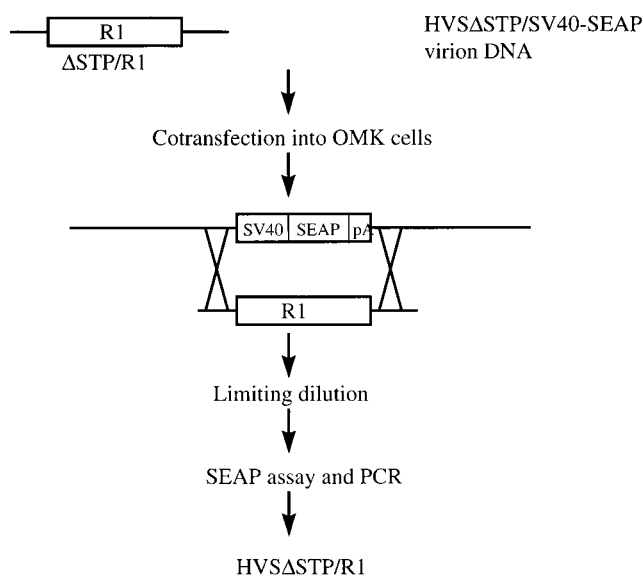 R1
ΔSTP/R1
HVSΔSTP/SV40-SEAP
virion DNA
Cotransfection into OMK cells
SV40 SEAP pA
R1
Limiting dilution
SEAP assay and PCR
HVSΔSTP/R1